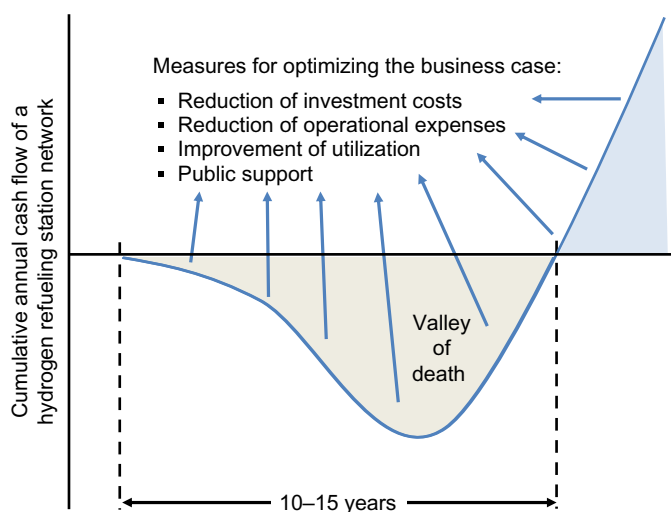 Measures for optimizing the business case:
▪ Reduction of investment costs
▪ Reduction of operational expenses
▪ Improvement of utilization
▪ Public support
Cumulative annual cash flow of a
hydrogen refueling station network
Valley
of
death
10–15 years